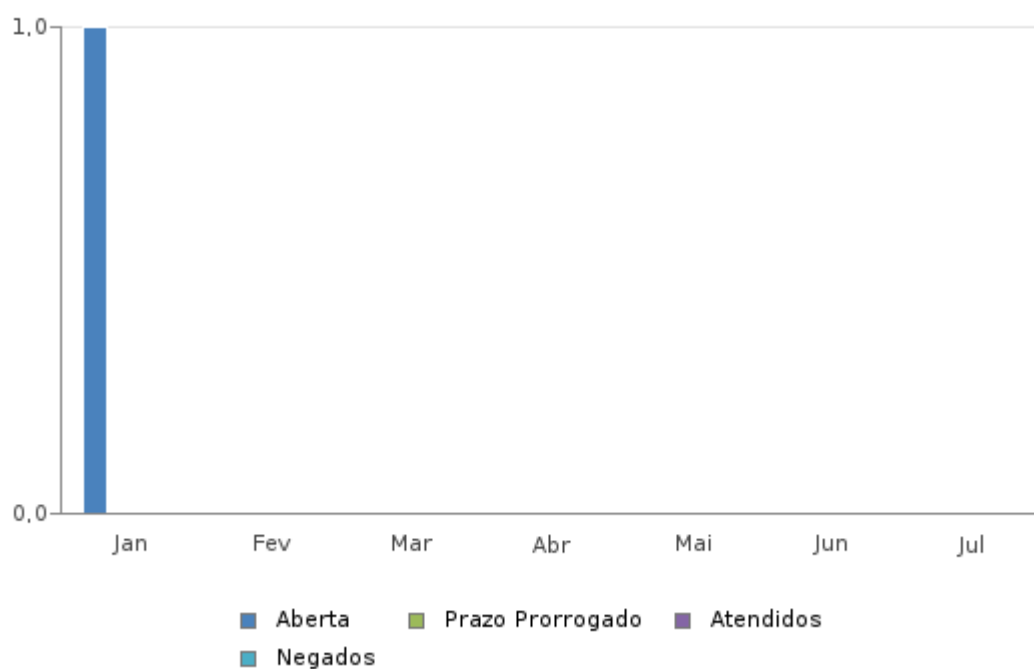 1,0
0,0
Jan Fev Mar Abr Mai Jun Jul
Aberta Prazo Prorrogado Atendidos
Negados